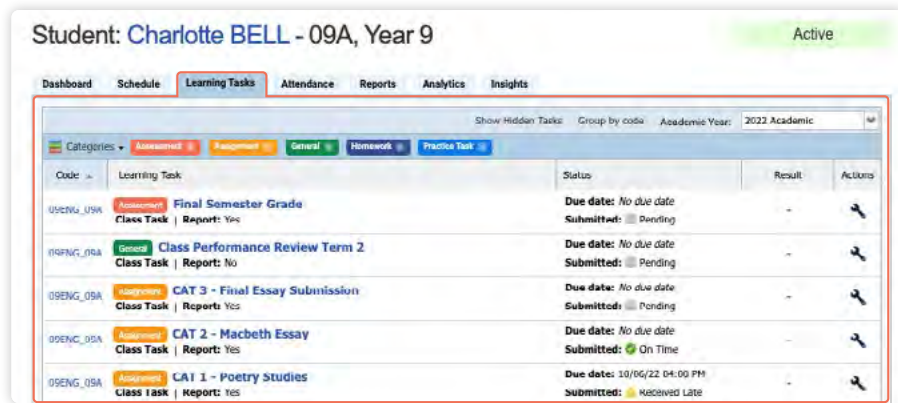 Student: Charlotte BELL - 09A, Year 9
Active
Dashboard Schedule Learning Tasks Attendance Reports Analytics Insights
Show Hidden Tasks Group by code Academic Year: 2022 Academic
Categories Assessment Assignment General Homework Practice Task
Code Learning Task Status Result Actions
09ENG_09A Assessment Final Semester Grade Due date: No due date -
Class Task | Report: Yes Submitted: Pending
09ENG_09A General Class Performance Review Term 2 Due date: No due date -
Class Task | Report: No Submitted: Pending
09ENG_09A Assignment CAT 3 - Final Essay Submission Due date: No due date -
Class Task | Report: Yes Submitted: Pending
09ENG_09A Assignment CAT 2 - Macbeth Essay Due date: No due date -
Class Task | Report: Yes Submitted: On Time
09ENG_09A Assignment CAT 1 - Poetry Studies Due date: 10/06/22 04:00 PM -
Class Task | Report: Yes Submitted: Received Late